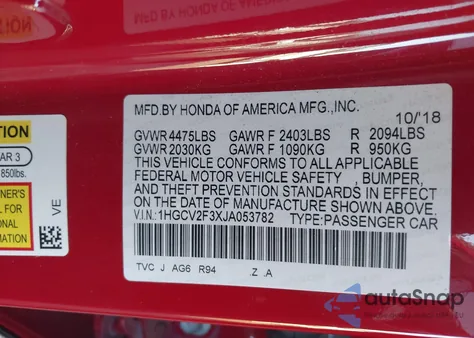 MFD.BY HONDA OF AMERICA MFG.,INC. 10/'18
GVWR 4475LBS GAWR F 2403LBS R 2094LBS
GVWR 2030KG GAWR F 1090KG R 950KG
THIS VEHICLE CONFORMS TO ALL APPLICABLE
FEDERAL MOTOR VEHICLE SAFETY , BUMPER,
AND THEFT PREVENTION STANDARDS IN EFFECT
ON THE DATE OF MANUFACTURE SHOWN ABOVE.
V.I.N.: 1HGCV2F3XJA053782 TYPE:PASSENGER CAR
TVC J AG6 R94 .Z .A
AR 3
850lbs.
NER'S
L FOR
ONAL
MATION
VE
autoSnap